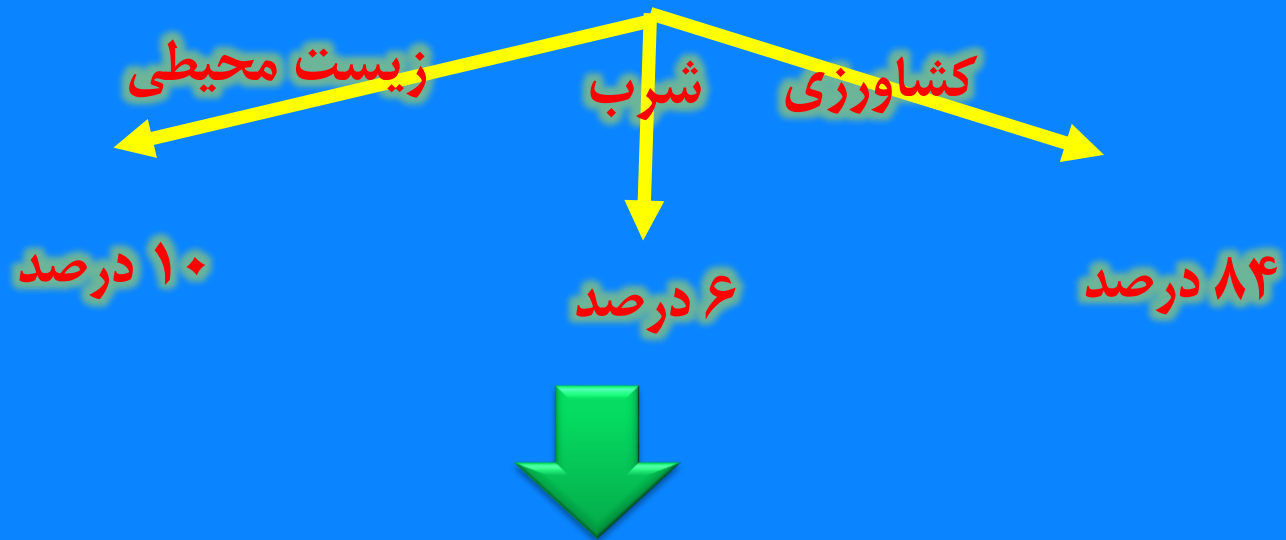 کشاورزی
شرب
زیست محیطی
۸۴ درصد
۶ درصد
۱۰ درصد